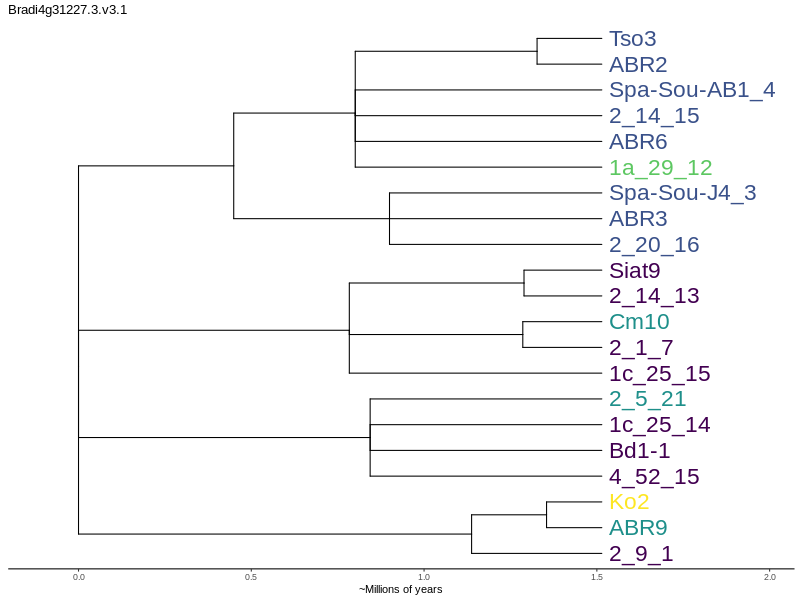 Bradi4g31227.3.v3.1
Tso3
ABR2
Spa-Sou-AB1_4
2_14_15
ABR6
1a_29_12
Spa-Sou-J4_3
ABR3
2_20_16
Siat9
2_14_13
Cm10
2_1_7
1c_25_15
2_5_21
1c_25_14
Bd1-1
4_52_15
Ko2
ABR9
2_9_1
0.0 0.5 1.0 1.5 2.0
~Millions of years